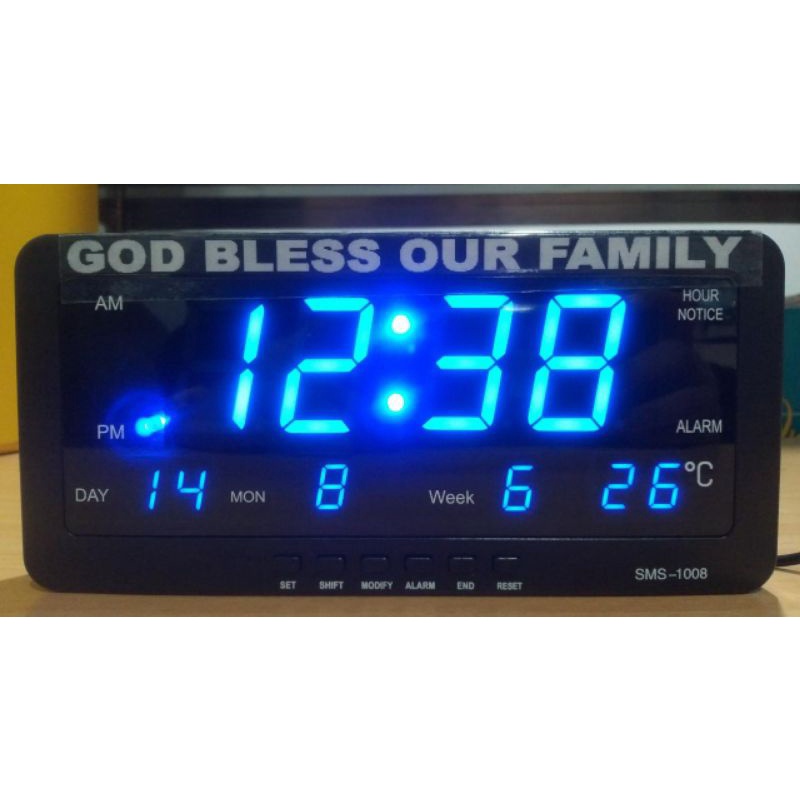 GOD BLESS OUR FAMILY
AM
12:38
HOUR
NOTICE
PM
ALARM
DAY 14 MON 8 Week 6 26 °C
SET SHIFT MODIFY ALARM END RESET
SMS-1008